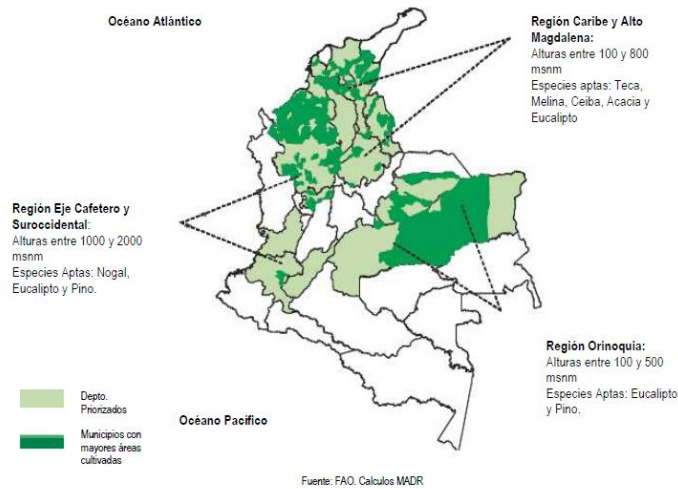 Océano Atlántico
Región Caribe y Alto
Magdalena:
Alturas entre 100 y 800
msnm
Especies aptas: Teca,
Melina, Ceiba, Acacia y
Eucalipto
Región Eje Cafetero y
Suroccidental:
Alturas entre 1000 y 2000
msnm
Especies Aptas: Nogal,
Eucalipto y Pino.
Región Orinoquia:
Alturas entre 100 y 500
msnm
Especies Aptas: Eucalipto
y Pino.
Depto.
Priorizados
Océano Pacífico
Municipios con
mayores áreas
cultivadas
Fuente: FAO. Calculos MADR